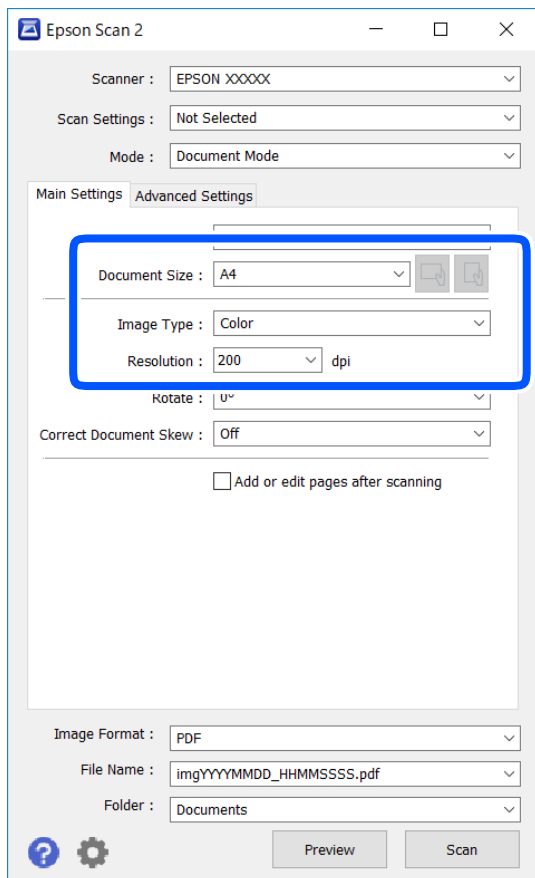 Epson Scan 2
Scanner : EPSON XXXXX
Scan Settings : Not Selected
Mode : Document Mode
Main Settings Advanced Settings
Document Size : A4
Image Type : Color
Resolution : 200 dpi
Rotate : 0°
Correct Document Skew : Off
Add or edit pages after scanning
Image Format : PDF
File Name : imgYYYYMMDD_HHMMSSSS.pdf
Folder : Documents
? Preview Scan